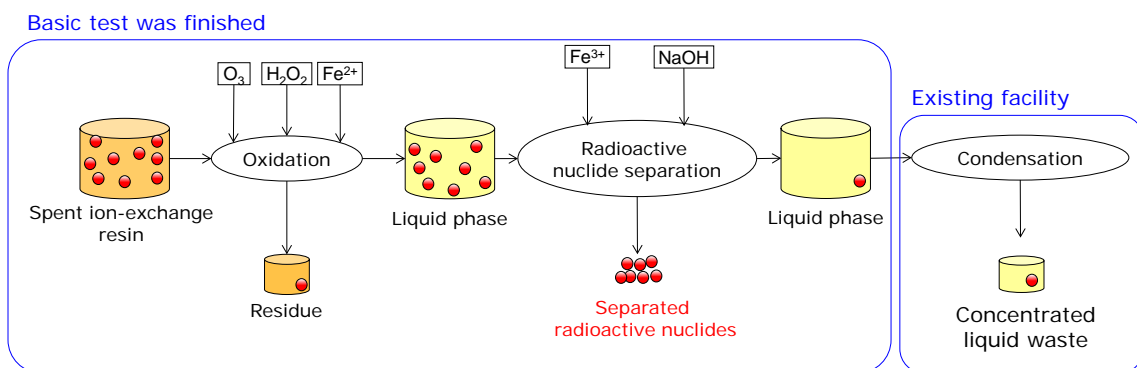 Basic test was finished
O₃
H₂O₂
Fe²⁺
Fe³⁺
NaOH
Existing facility
Oxidation
Radioactive
nuclide separation
Condensation
Spent ion-exchange
resin
Liquid phase
Liquid phase
Residue
Separated
radioactive nuclides
Concentrated
liquid waste